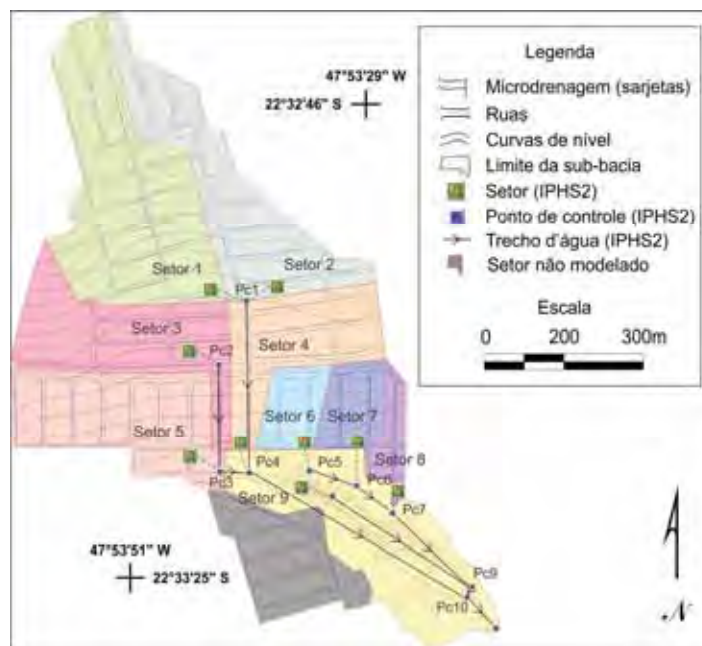 47°53'29" W
22°32'46" S
Legenda
Microdrenagem (sarjetas)
Ruas
Curvas de nível
Limite da sub-bacia
Setor (IPHS2)
Ponto de controle (IPHS2)
Trecho d'água (IPHS2)
Setor não modelado
Escala
0 200 300m
Setor 1
Setor 2
Pc1
Setor 3
Setor 4
Pc2
Setor 6
Setor 7
Setor 5
Setor 8
Pc3
Pc4
Pc5
Pc6
Setor 9
Pc7
47°53'51" W
22°33'25" S
Pc9
Pc10
N